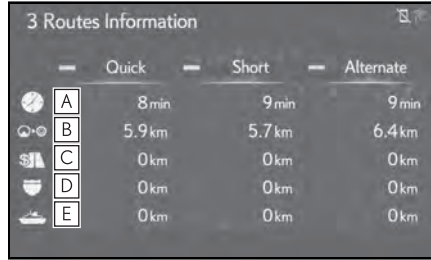 3 Routes Information
Quick Short Alternate
A 8 min 9 min 9 min
B 5.9 km 5.7 km 6.4 km
$ C 0 km 0 km 0 km
D 0 km 0 km 0 km
E 0 km 0 km 0 km